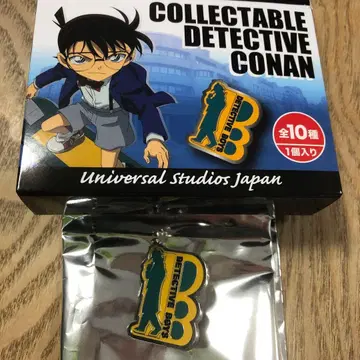 COLLECTABLE
DETECTIVE
CONAN
DETECTIVE BOYS
全10種
1個入り
Universal Studios Japan
DETECTIVE BOYS